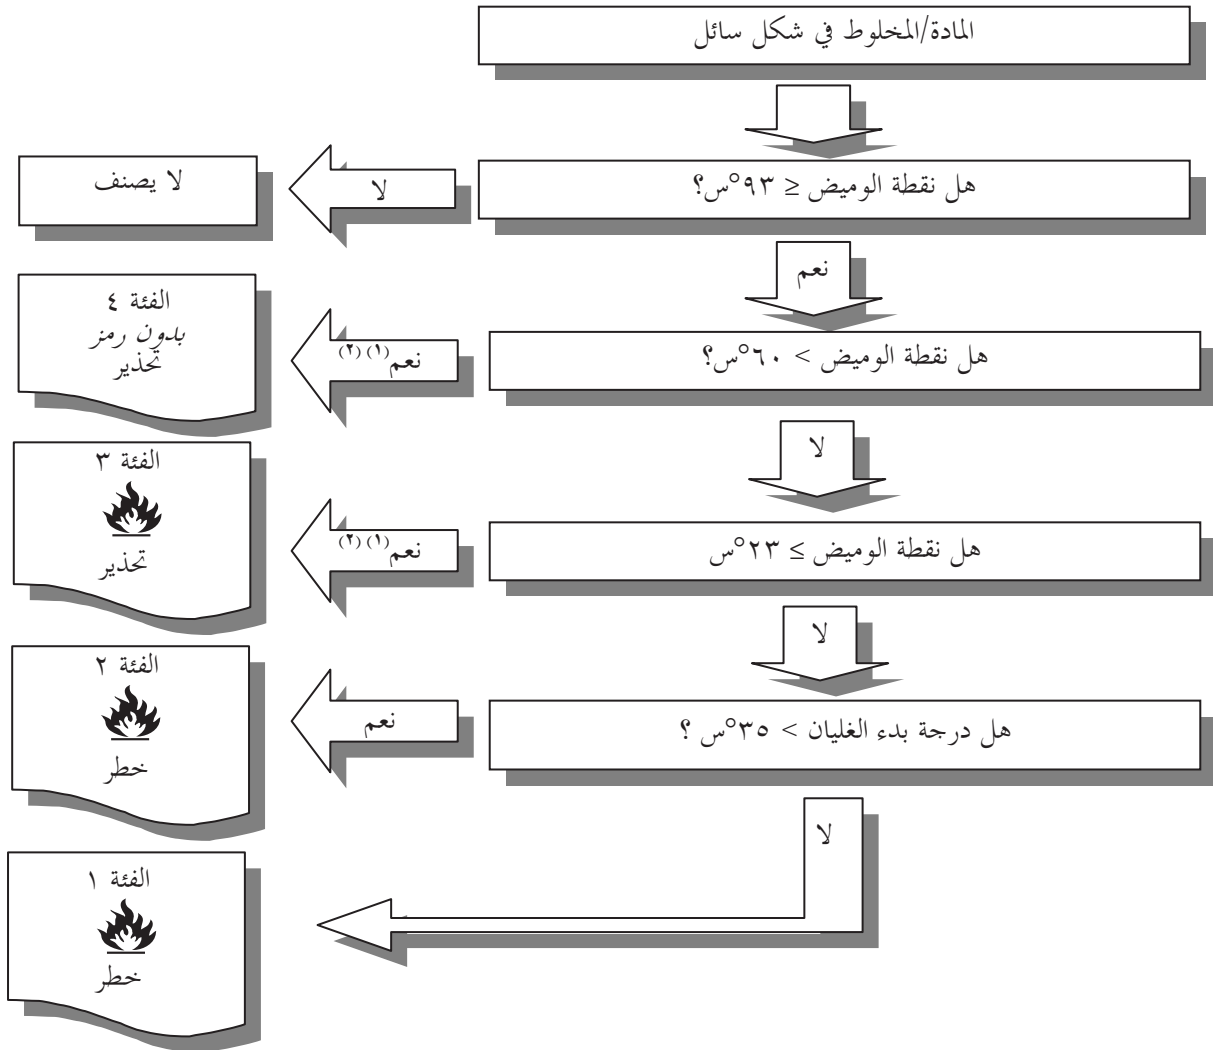 المادة/المخلوط في شكل سائل
هل نقطة الوميض ≤ ٩٣°س؟
لا
لا يصنف
نعم
هل نقطة الوميض > ٦٠°س؟
نعم(١) (٢)
الفئة ٤
بدون رمز
تحذير
لا
هل نقطة الوميض ≥ ٢٣°س
نعم(١) (٢)
الفئة ٣
تحذير
لا
هل درجة بدء الغليان > ٣٥°س ؟
نعم
الفئة ٢
خطر
لا
الفئة ١
خطر